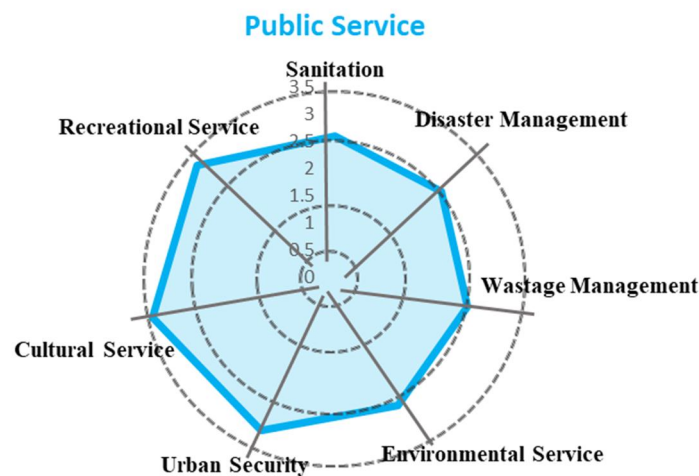 Public Service
Sanitation
3.5
3
2.5
2
1.5
1
0.5
0
Recreational Service
Disaster Management
Wastage Management
Cultural Service
Urban Security
Environmental Service